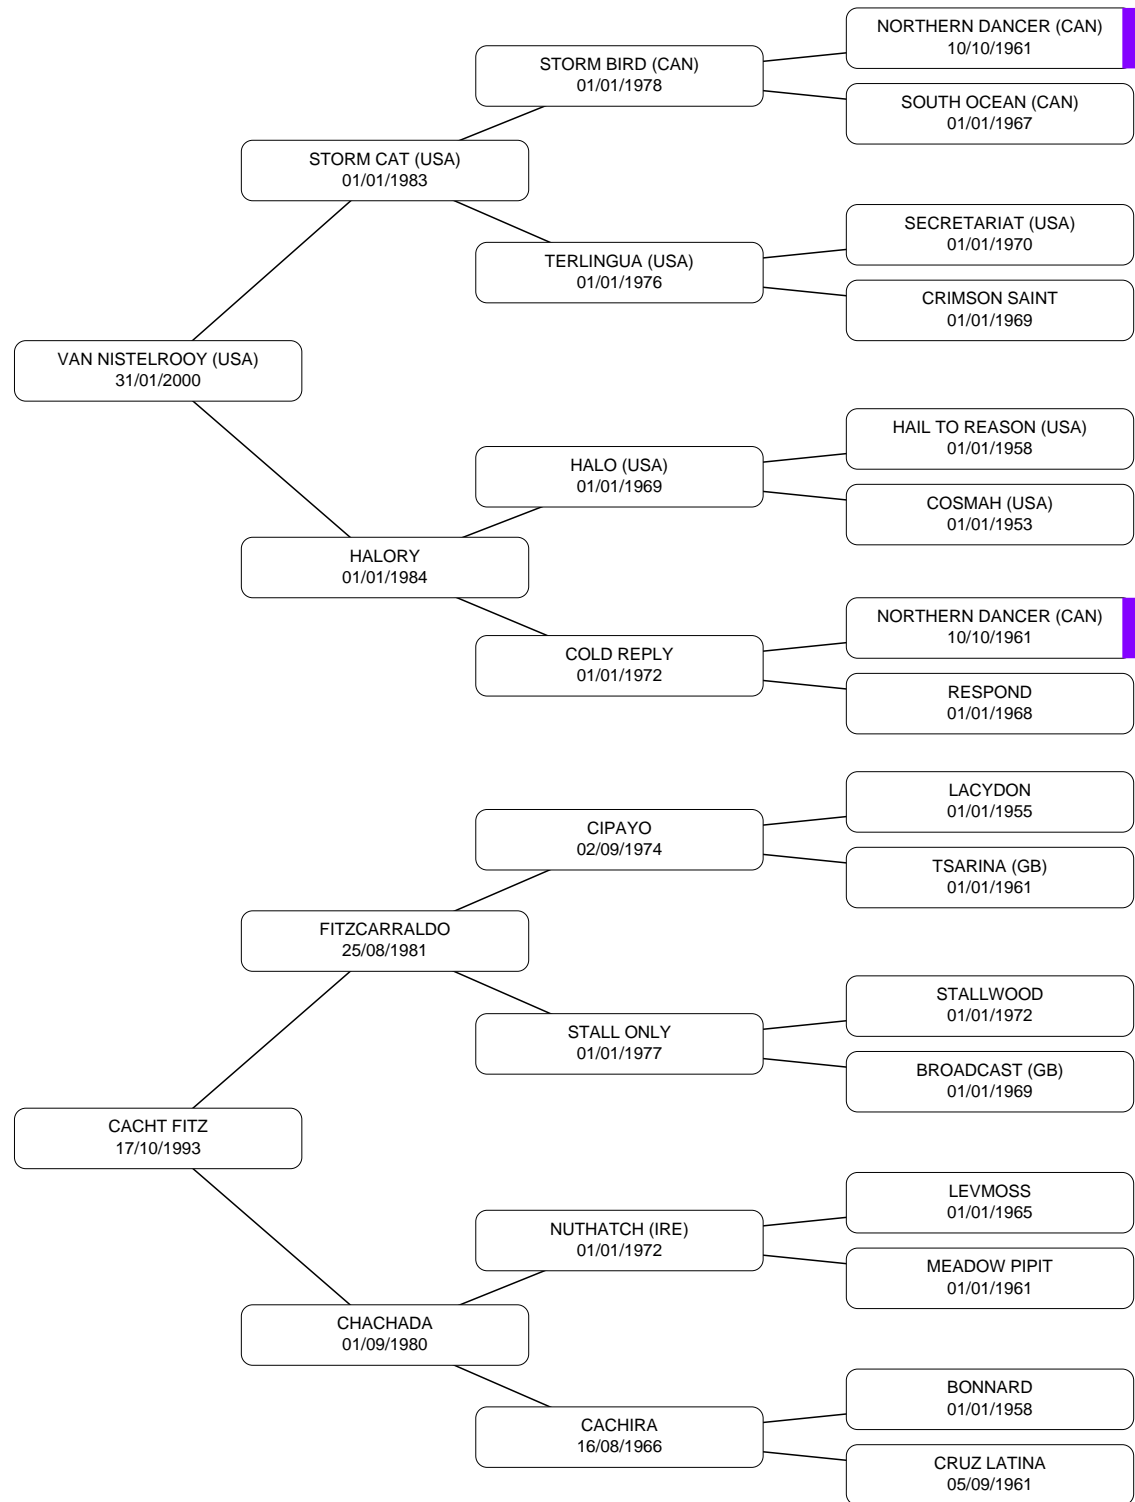 NORTHERN DANCER (CAN)
10/10/1961
STORM BIRD (CAN)
01/01/1978
SOUTH OCEAN (CAN)
01/01/1967
STORM CAT (USA)
01/01/1983
SECRETARIAT (USA)
01/01/1970
TERLINGUA (USA)
01/01/1976
CRIMSON SAINT
01/01/1969
VAN NISTELROOY (USA)
31/01/2000
HAIL TO REASON (USA)
01/01/1958
HALO (USA)
01/01/1969
COSMAH (USA)
01/01/1953
HALORY
01/01/1984
NORTHERN DANCER (CAN)
10/10/1961
COLD REPLY
01/01/1972
RESPOND
01/01/1968
LACYDON
01/01/1955
CIPAYO
02/09/1974
TSARINA (GB)
01/01/1961
FITZCARRALDO
25/08/1981
STALLWOOD
01/01/1972
STALL ONLY
01/01/1977
BROADCAST (GB)
01/01/1969
CACHT FITZ
17/10/1993
LEVMOSS
01/01/1965
NUTHATCH (IRE)
01/01/1972
MEADOW PIPIT
01/01/1961
CHACHADA
01/09/1980
BONNARD
01/01/1958
CACHIRA
16/08/1966
CRUZ LATINA
05/09/1961